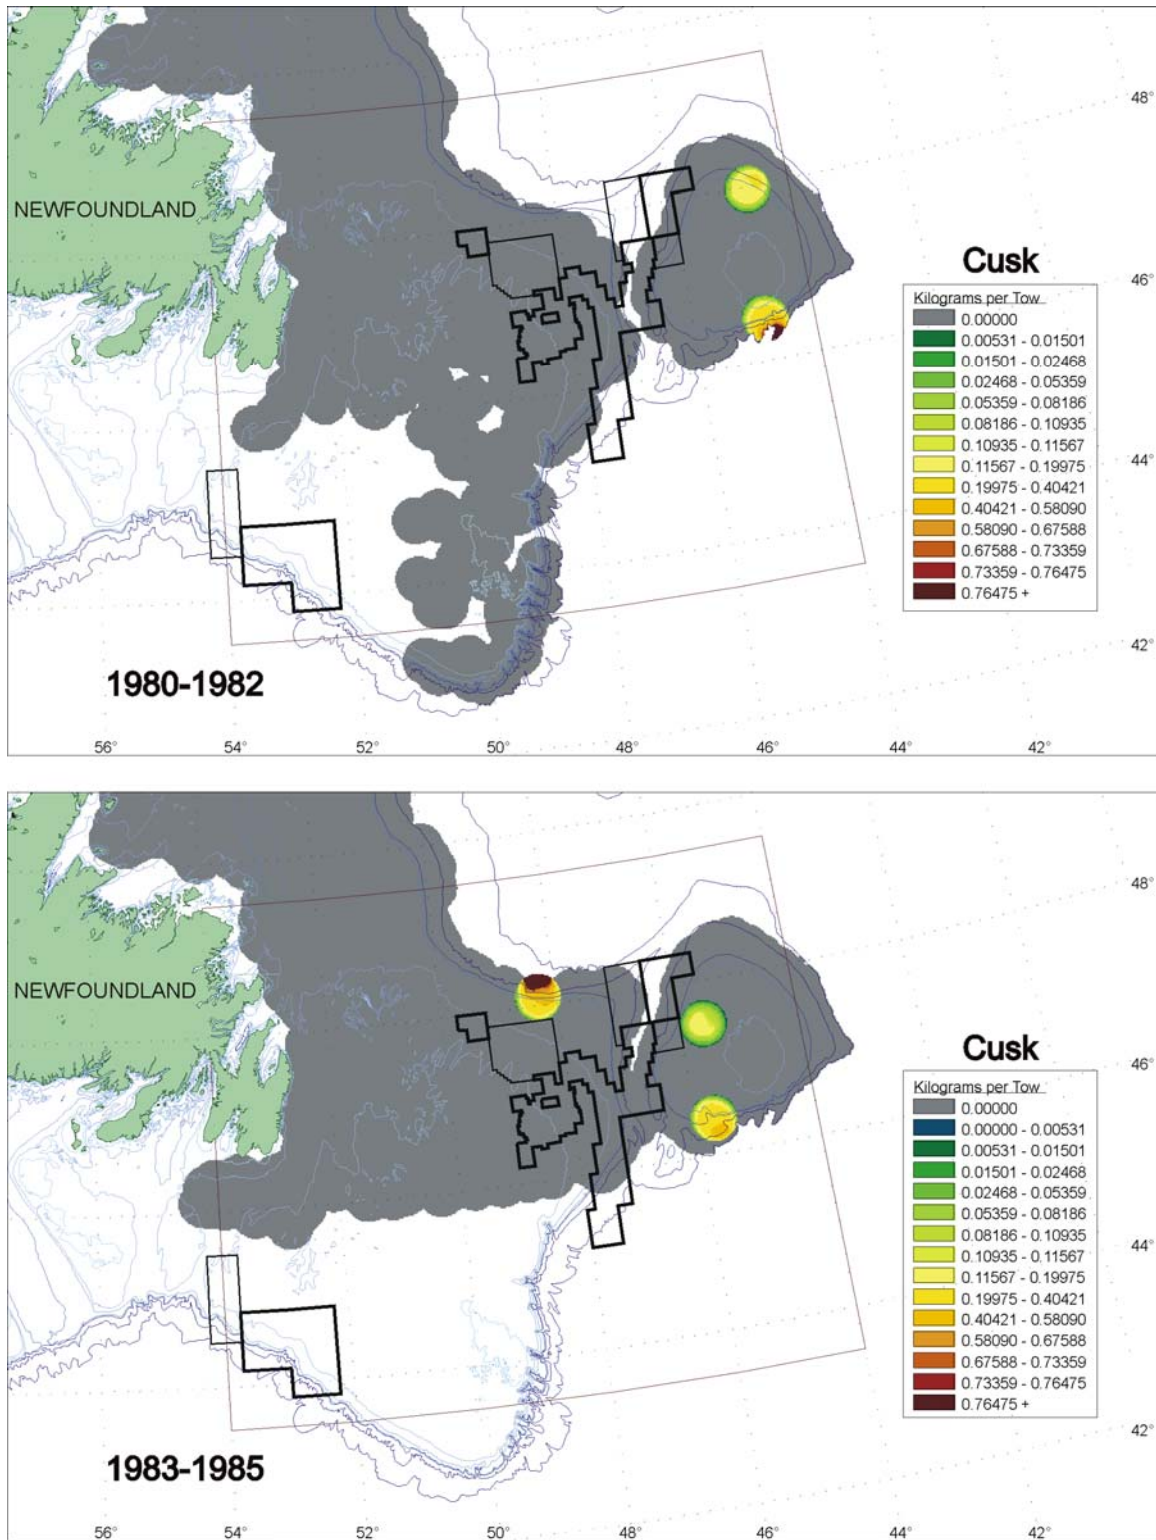 48°
NEWFOUNDLAND
46°
Cusk
Kilograms per Tow
0.00000
0.00531 - 0.01501
0.01501 - 0.02468
0.02468 - 0.05359
0.05359 - 0.08186
0.08186 - 0.10935
0.10935 - 0.11567
0.11567 - 0.19975
0.19975 - 0.40421
0.40421 - 0.58090
0.58090 - 0.67588
0.67588 - 0.73359
0.73359 - 0.76475
0.76475 +
44°
42°
1980-1982
56° 54° 52° 50° 48° 46° 44° 42°
48°
NEWFOUNDLAND
46°
Cusk
Kilograms per Tow
0.00000
0.00000 - 0.00531
0.00531 - 0.01501
0.01501 - 0.02468
0.02468 - 0.05359
0.05359 - 0.08186
0.08186 - 0.10935
0.10935 - 0.11567
0.11567 - 0.19975
0.19975 - 0.40421
0.40421 - 0.58090
0.58090 - 0.67588
0.67588 - 0.73359
0.73359 - 0.76475
0.76475 +
44°
42°
1983-1985
56° 54° 52° 50° 48° 46° 44° 42°